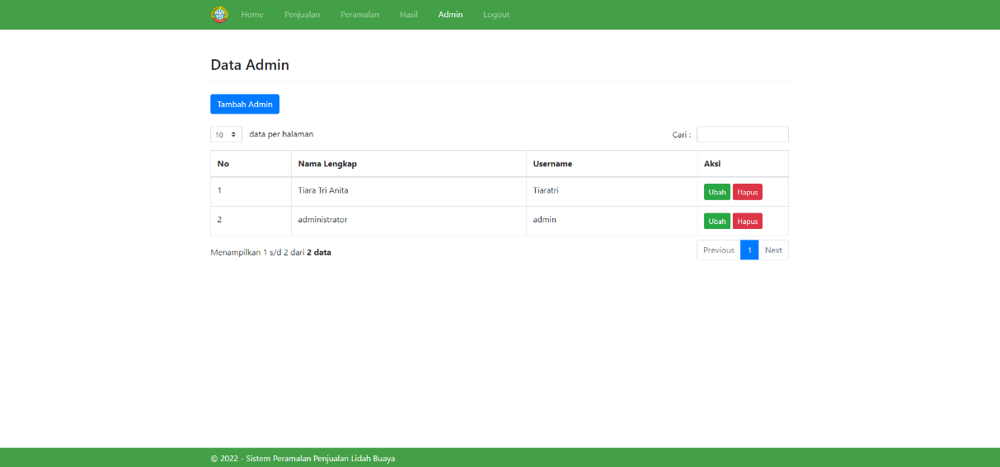 Home Penjualan Peramalan Hasil Admin Logout
Data Admin
Tambah Admin
10 data per halaman Cari :
No Nama Lengkap Username Aksi
1 Tiara Tri Anita Tiaratri Ubah Hapus
2 administrator admin Ubah Hapus
Menampilkan 1 s/d 2 dari 2 data Previous 1 Next
© 2022 - Sistem Peramalan Penjualan Lidah Buaya